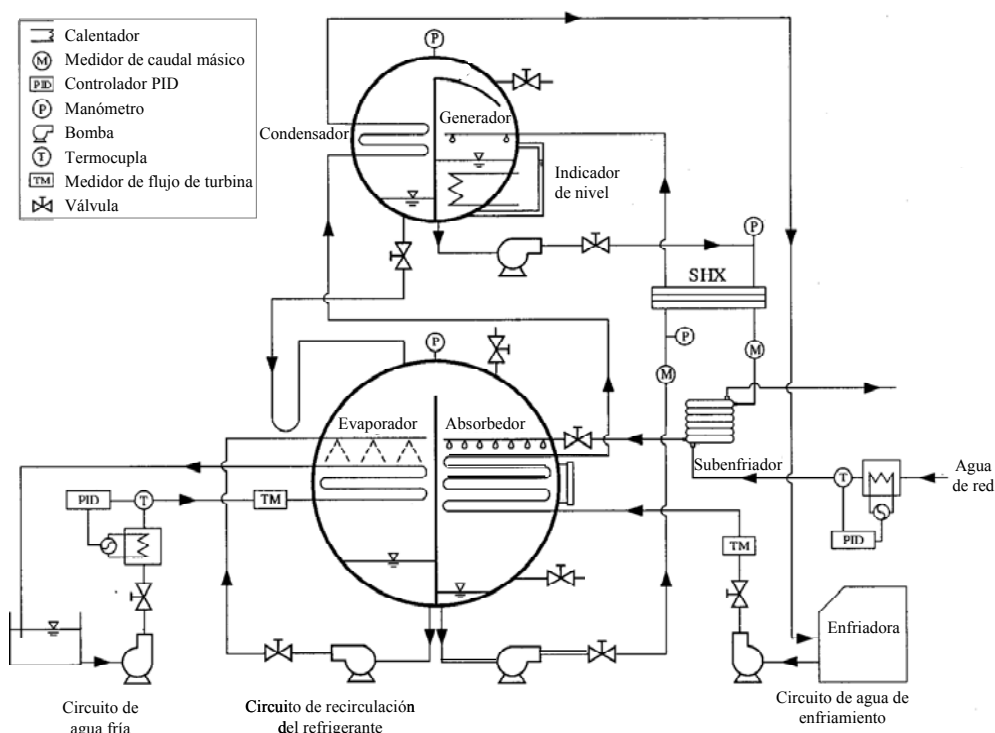 Calentador
M Medidor de caudal másico
PID Controlador PID
P Manómetro
Bomba
T Termocupla
TM Medidor de flujo de turbina
Válvula
P
Condensador
Generador
Indicador
de nivel
P
SHX
P
M
M
P
Evaporador
Absorbedor
Subenfriador
Agua
de red
T
PID
PID
T
TM
TM
Enfriadora
Circuito de
agua fría
Circuito de recirculación
del refrigerante
Circuito de agua de
enfriamiento